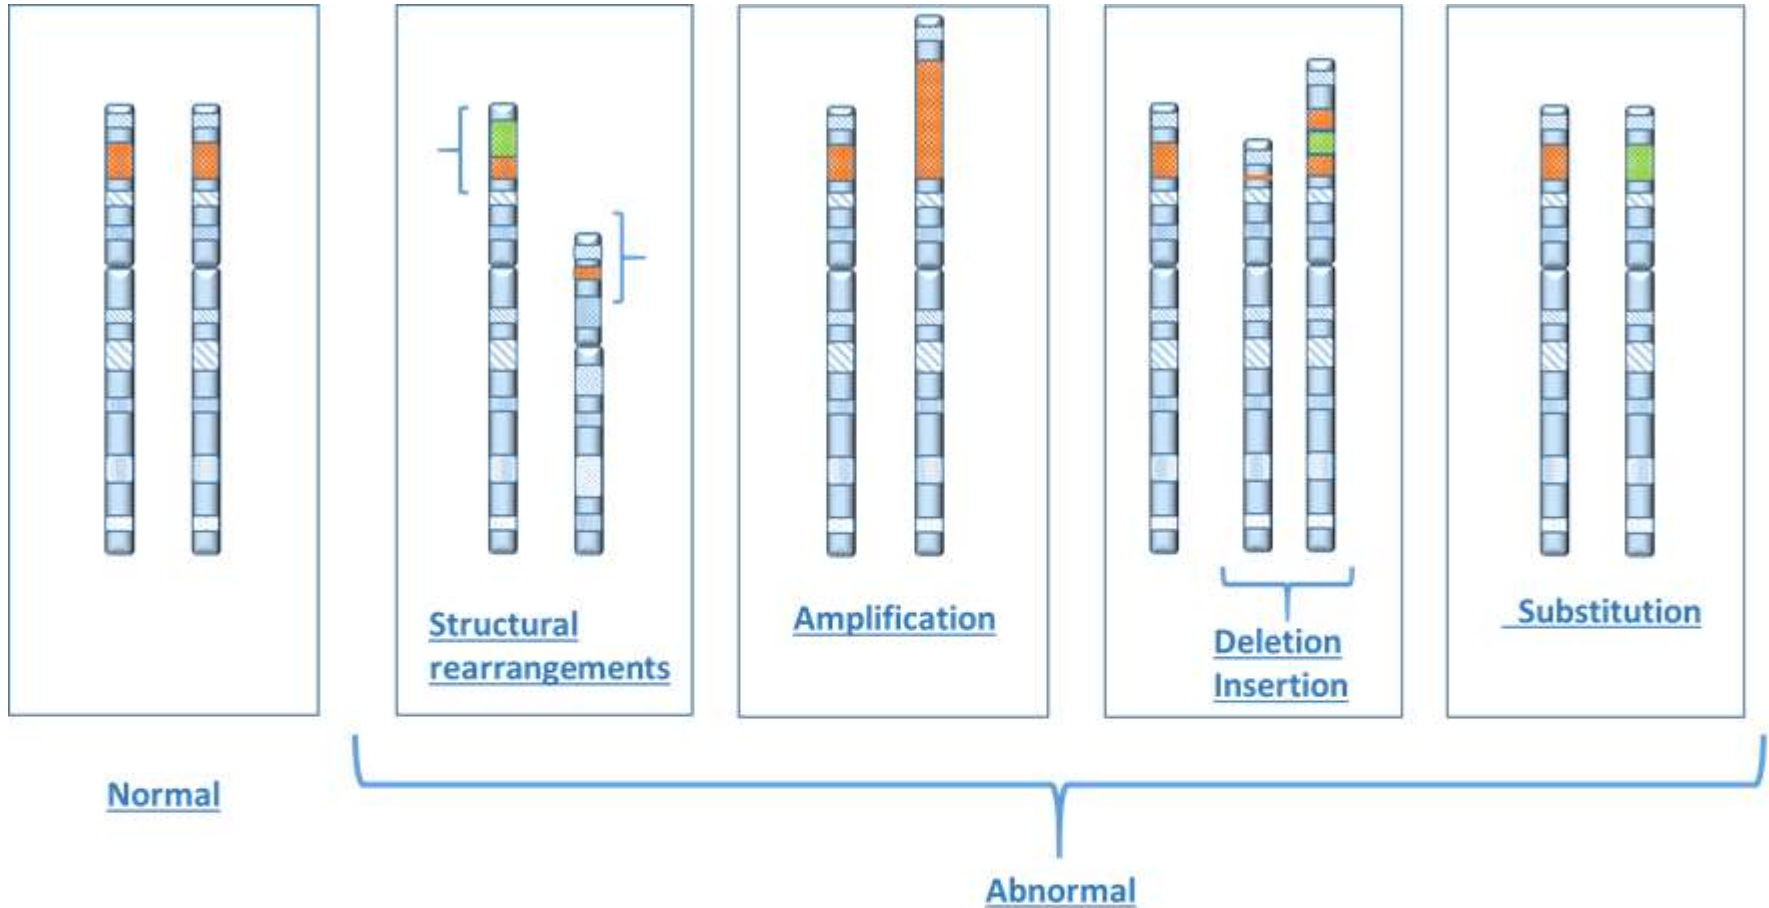 Structural
rearrangements
Amplification
Deletion
Insertion
Substitution
Normal
Abnormal